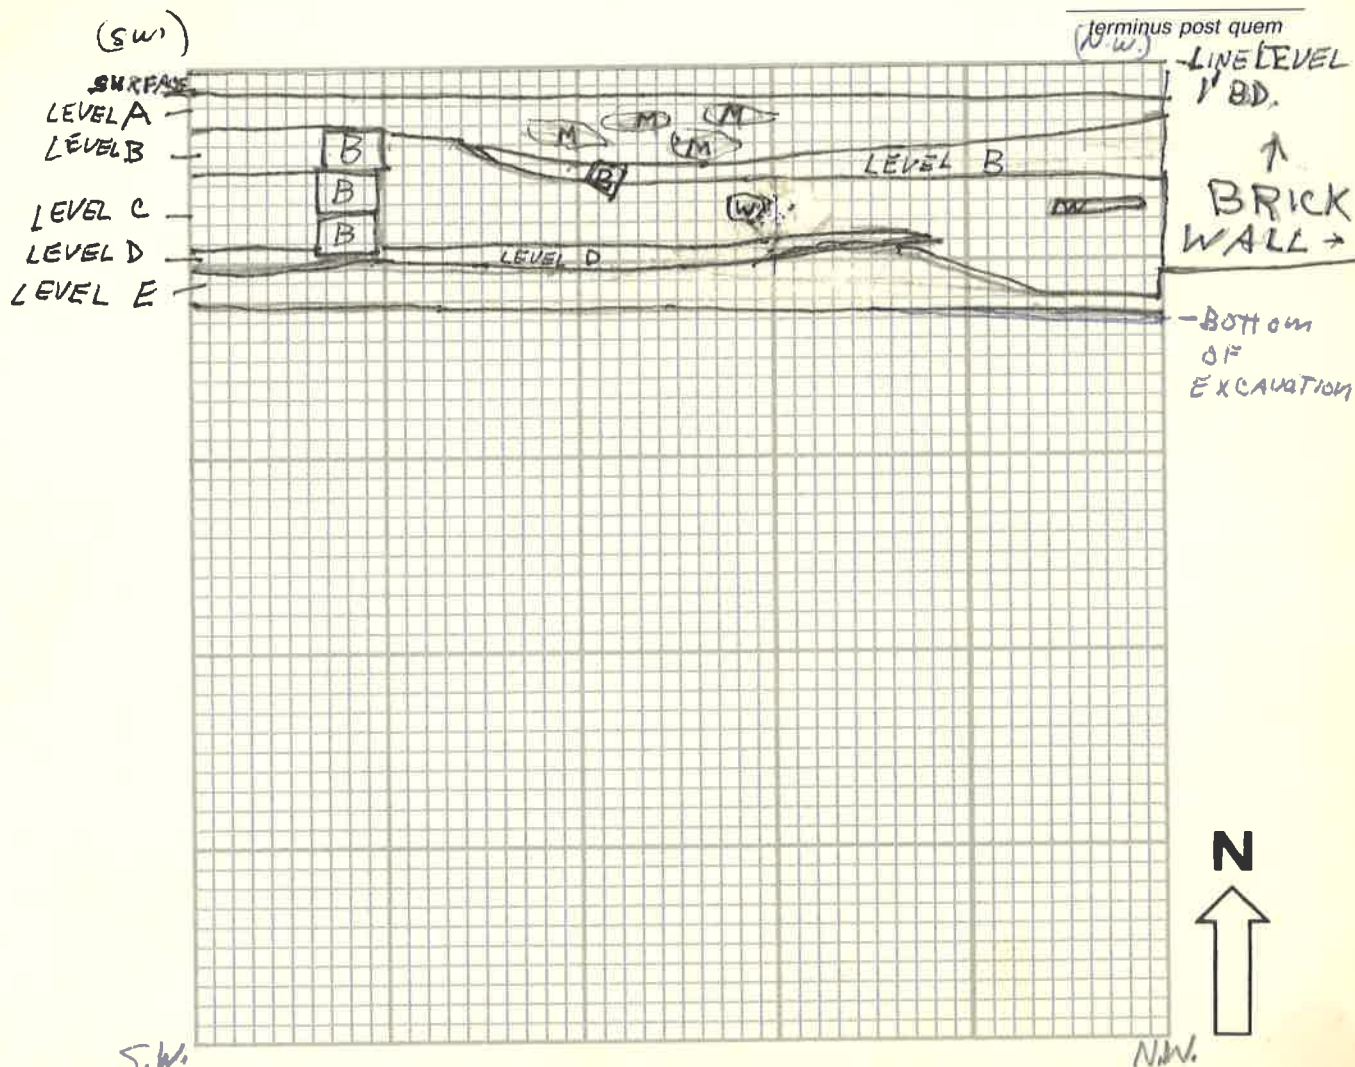 (SW.)
terminus post quem
(N.W.)
SURFACE
LINE LEVEL
1" BD.
LEVEL A
M
M
M
M
LEVEL B
B
LEVEL B
B
B
W
W
LEVEL C
↑
BRICK
WALL →
B
LEVEL D
LEVEL D
LEVEL E
-Bottom
OF
EXCAVATION
N
S.W.
N.W.